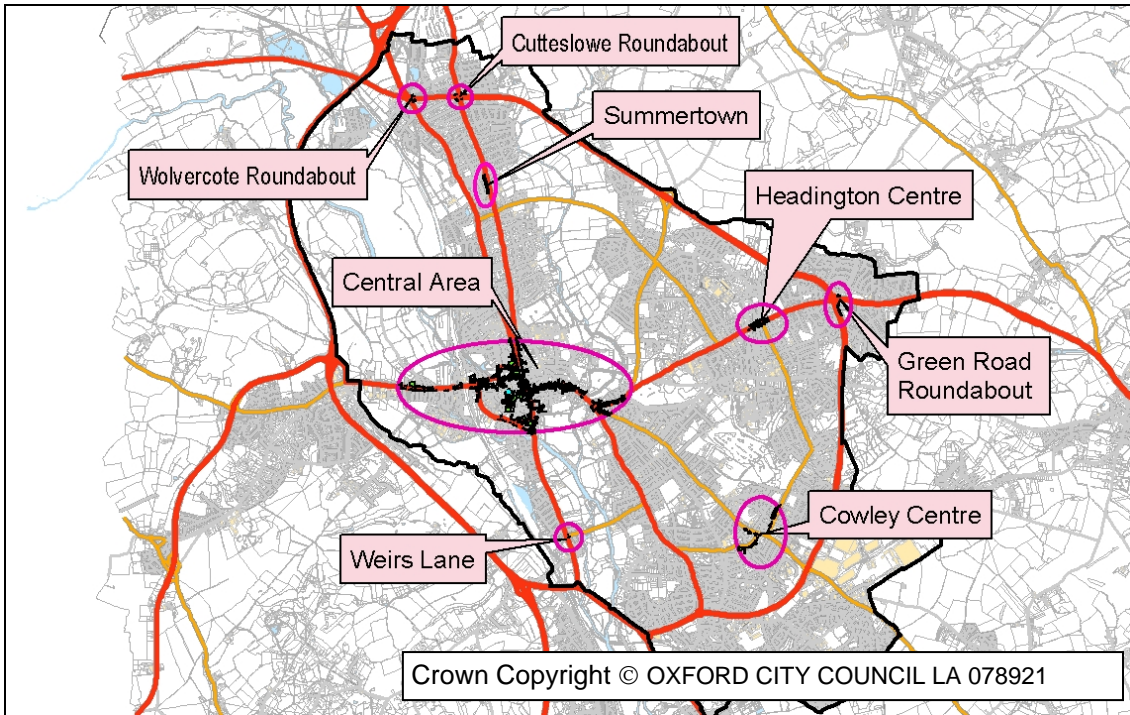 Cutteslowe Roundabout
Summertown
Wolvercote Roundabout
Headington Centre
Central Area
Green Road
Roundabout
Cowley Centre
Weirs Lane
Crown Copyright © OXFORD CITY COUNCIL LA 078921